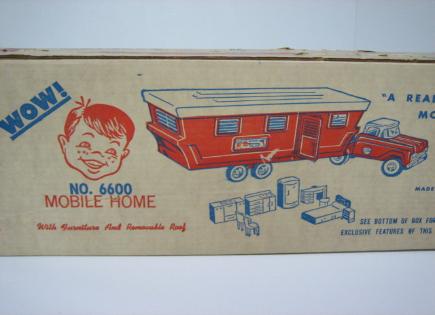 WOW!
NO. 6600
MOBILE HOME
With Furniture And Removable Roof
"A REA
MO
MADE
SEE BOTTOM OF BOX FOR
EXCLUSIVE FEATURES OF THIS